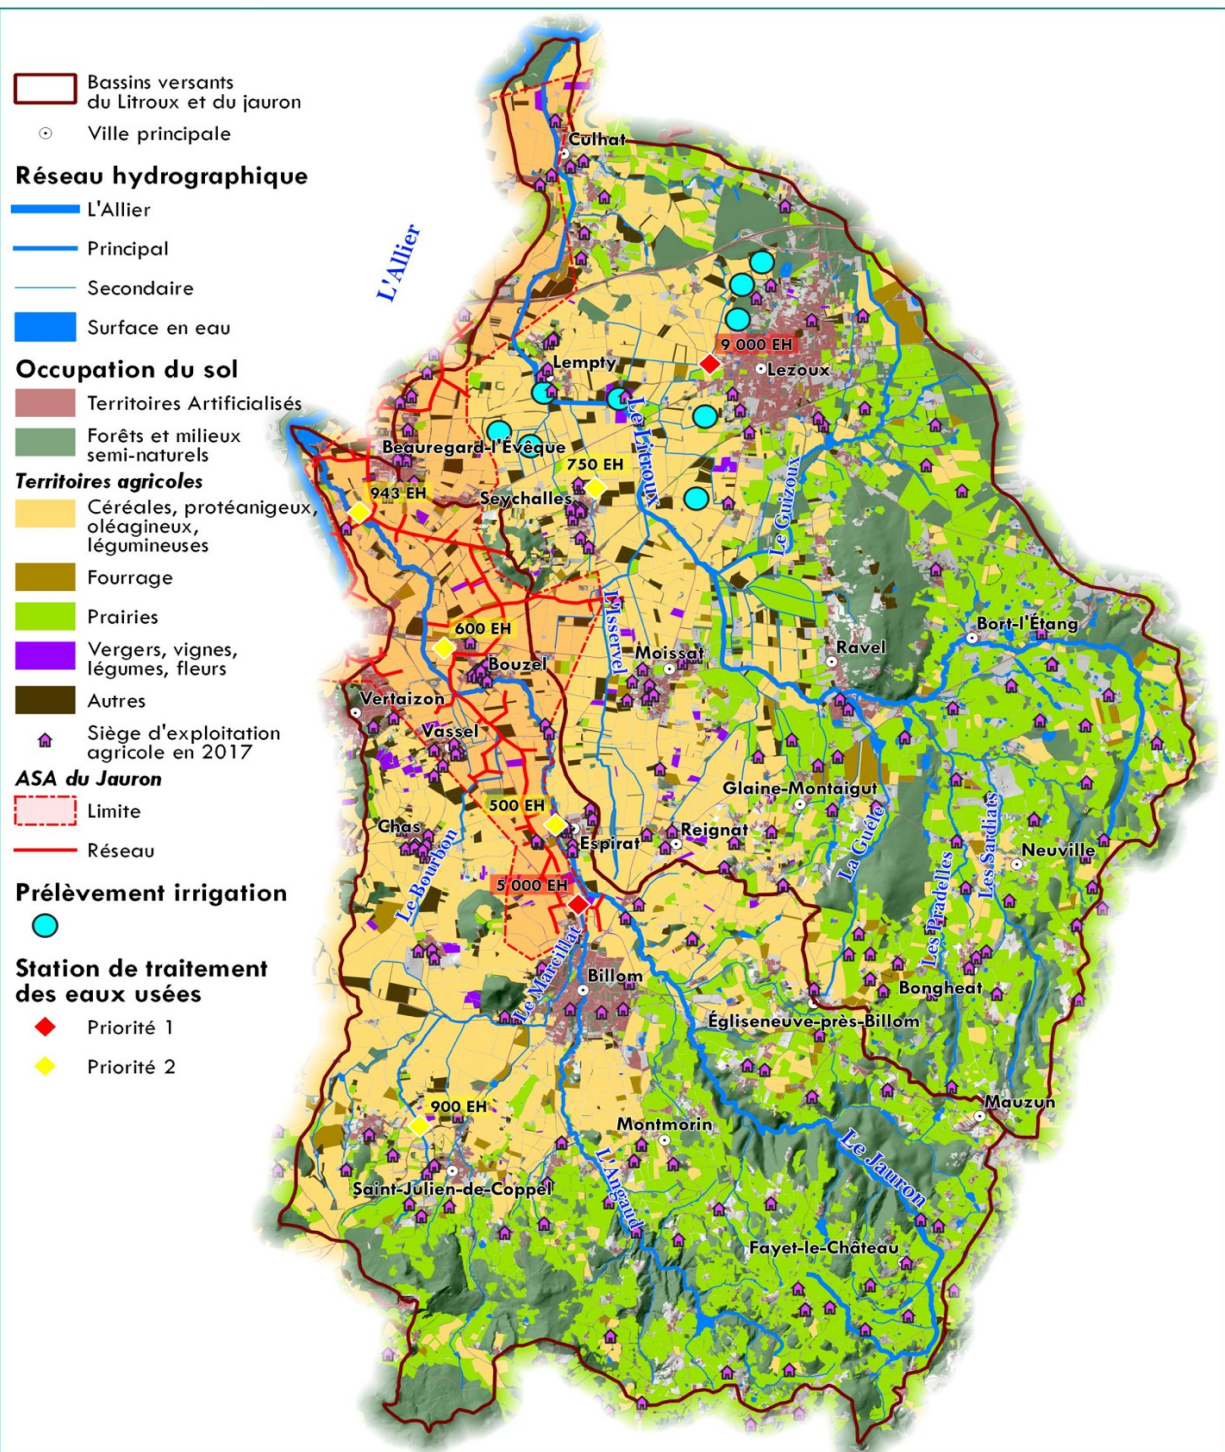 Bassins versants
du Litroux et du jauron
Ville principale
Réseau hydrographique
L'Allier
Principal
Secondaire
Surface en eau
Occupation du sol
Territoires Artificialisés
Forêts et milieux
semi-naturels
Territoires agricoles
Céréales, protéanigeux,
oléagineux,
légumineuses
Fourrage
Prairies
Vergers, vignes,
légumes, fleurs
Autres
Siège d'exploitation
agricole en 2017
ASA du Jauron
Limite
Réseau
Prélèvement irrigation
Station de traitement
des eaux usées
Priorité 1
Priorité 2
Culhat
L'Allier
9 000 EH
Lempty
Lezoux
Le Litroux
Beauregard-l'Évêque
750 EH
943 EH
Seychalles
Le Guizoux
L'Isservel
600 EH
Bort-l'Étang
Moissat
Ravel
Bouzel
Vertaizon
Vassel
Glaine-Montaigut
500 EH
Chas
Espirat
Reignat
La Guéle
Les Sardiats
Neuville
Le Bourbon
Les Pradelles
5 000 EH
Le Marcillat
Billom
Bongheat
Égliseneuve-près-Billom
900 EH
Mauzun
Montmorin
Le Jauron
L'Angaud
Saint-Julien-de-Coppel
Fayet-le-Château